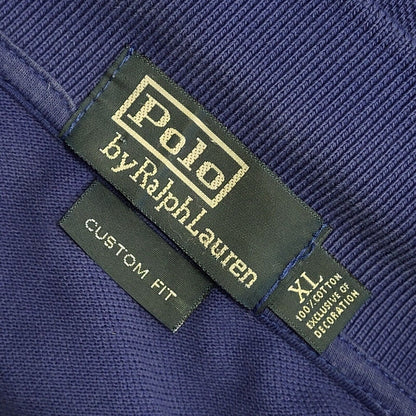 Polo
by Ralph Lauren
CUSTOM FIT
XL
100% COTTON
EXCLUSIVE OF
DECORATION